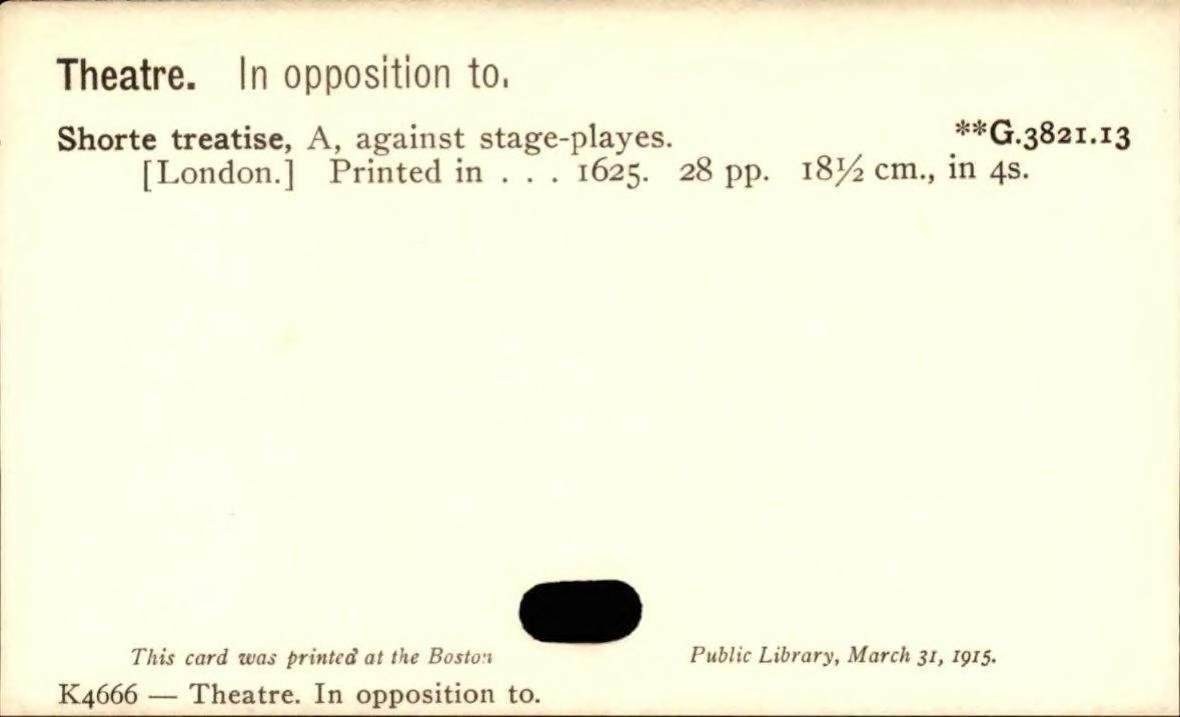 Theatre. In opposition to.
Shorte treatise, A, against stage-playes. **G.3821.13
[London.] Printed in . . . 1625. 28 pp. 18½ cm., in 4s.
This card was printed at the Boston Public Library, March 31, 1915.
K4666 — Theatre. In opposition to.